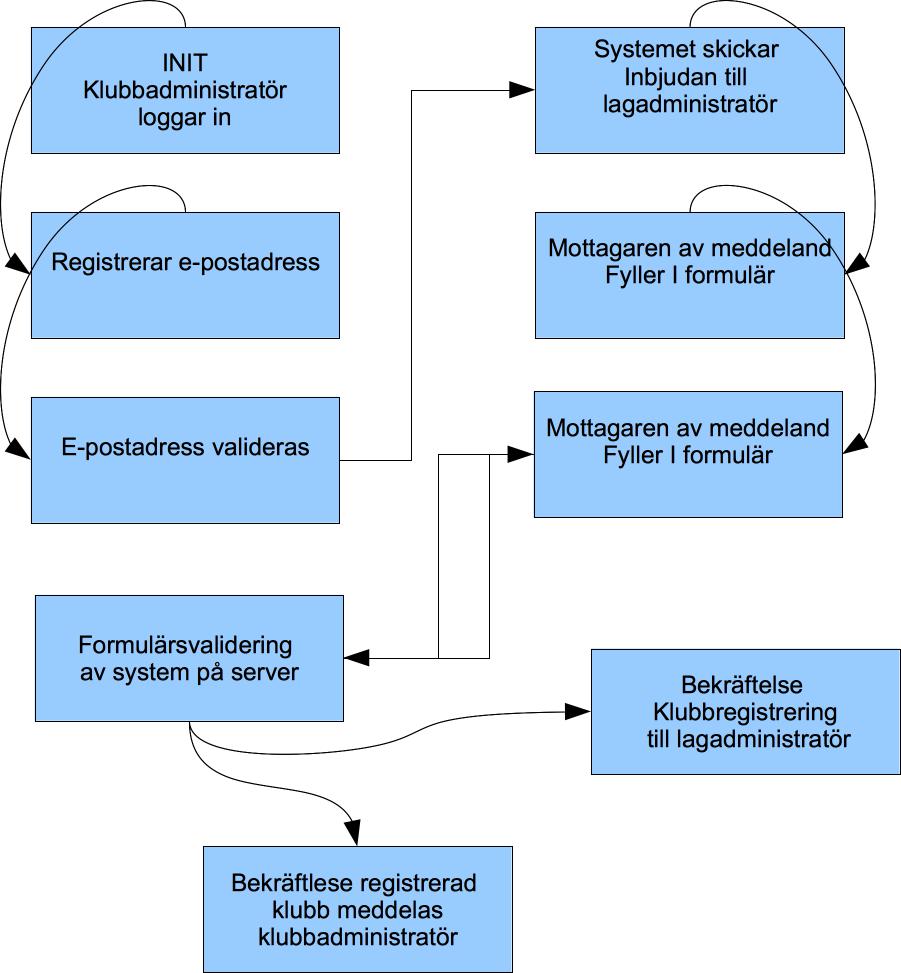 INIT
Klubbadministratör
loggar in
Registrerar e-postadress
E-postadress valideras
Systemet skickar
Inbjudan till
lagadministratör
Mottagaren av meddeland
Fyller I formulär
Mottagaren av meddeland
Fyller I formulär
Formulärsvalidering
av system på server
Bekräftelse
Klubbregistrering
till lagadministratör
Bekräftlese registrerad
klubb meddelas
klubbadministratör